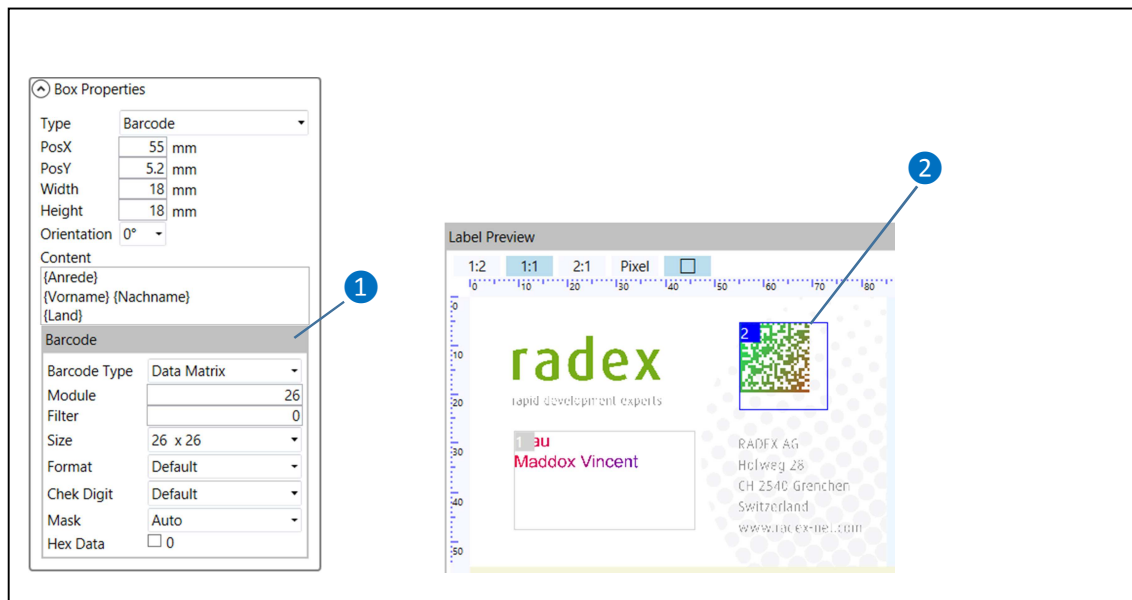 Box Properties
Type Barcode
PosX 55 mm
PosY 5.2 mm
Width 18 mm
Height 18 mm
Orientation 0°
Content
{Anrede}
{Vorname} {Nachname}
{Land}
Barcode
Barcode Type Data Matrix
Module 26
Filter 0
Size 26 x 26
Format Default
Chek Digit Default
Mask Auto
Hex Data 0
1
2
Label Preview
1:2 1:1 2:1 Pixel
0 10 20 30 40 50 60 70 80
0
10
20
30
40
50
radex
rapid development experts
2
1 au
Maddox Vincent
RADEX AG
Holweg 28
CH 2540 Grenchen
Switzerland
www.radex-net.com